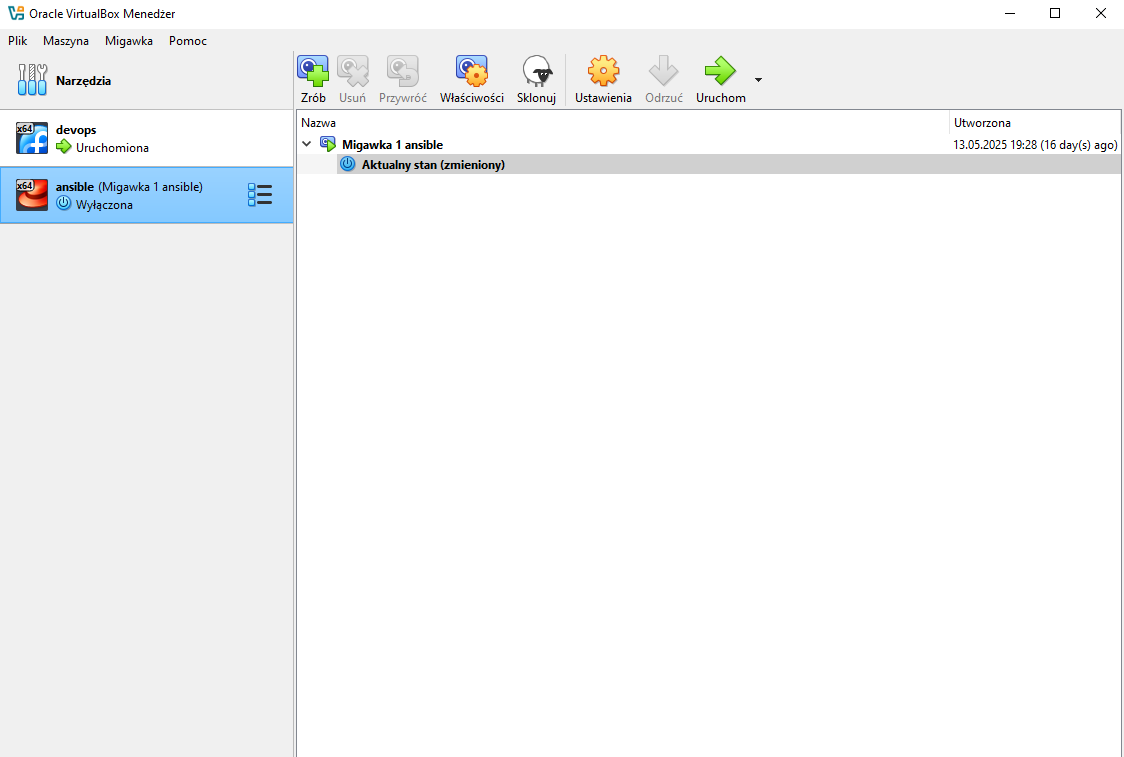 Oracle VirtualBox Menedżer
Plik Maszyna Migawka Pomoc
Narzędzia
x64
devops
Uruchomiona
x64
ansible (Migawka 1 ansible)
Wyłączona
Zrób Usuń Przywróć Właściwości Sklonuj Ustawienia Odrzuć Uruchom
Nazwa Utworzona
Migawka 1 ansible 13.05.2025 19:28 (16 day(s) ago)
Aktualny stan (zmieniony)